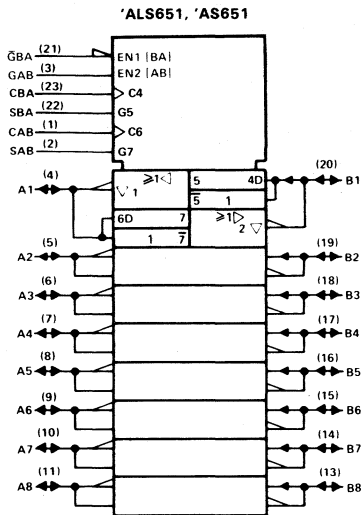 'ALS651, 'AS651
G̅BA (21) EN1 [BA]
GAB (3) EN2 [AB]
CBA (23) C4
SBA (22) G5
CAB (1) C6
SAB (2) G7
A1 (4) ≥1 ▽ 1 5 4D (20) B1
5̅ 1
6D 7 ≥1 2 ▽
1 7̅
A2 (5) (19) B2
A3 (6) (18) B3
A4 (7) (17) B4
A5 (8) (16) B5
A6 (9) (15) B6
A7 (10) (14) B7
A8 (11) (13) B8